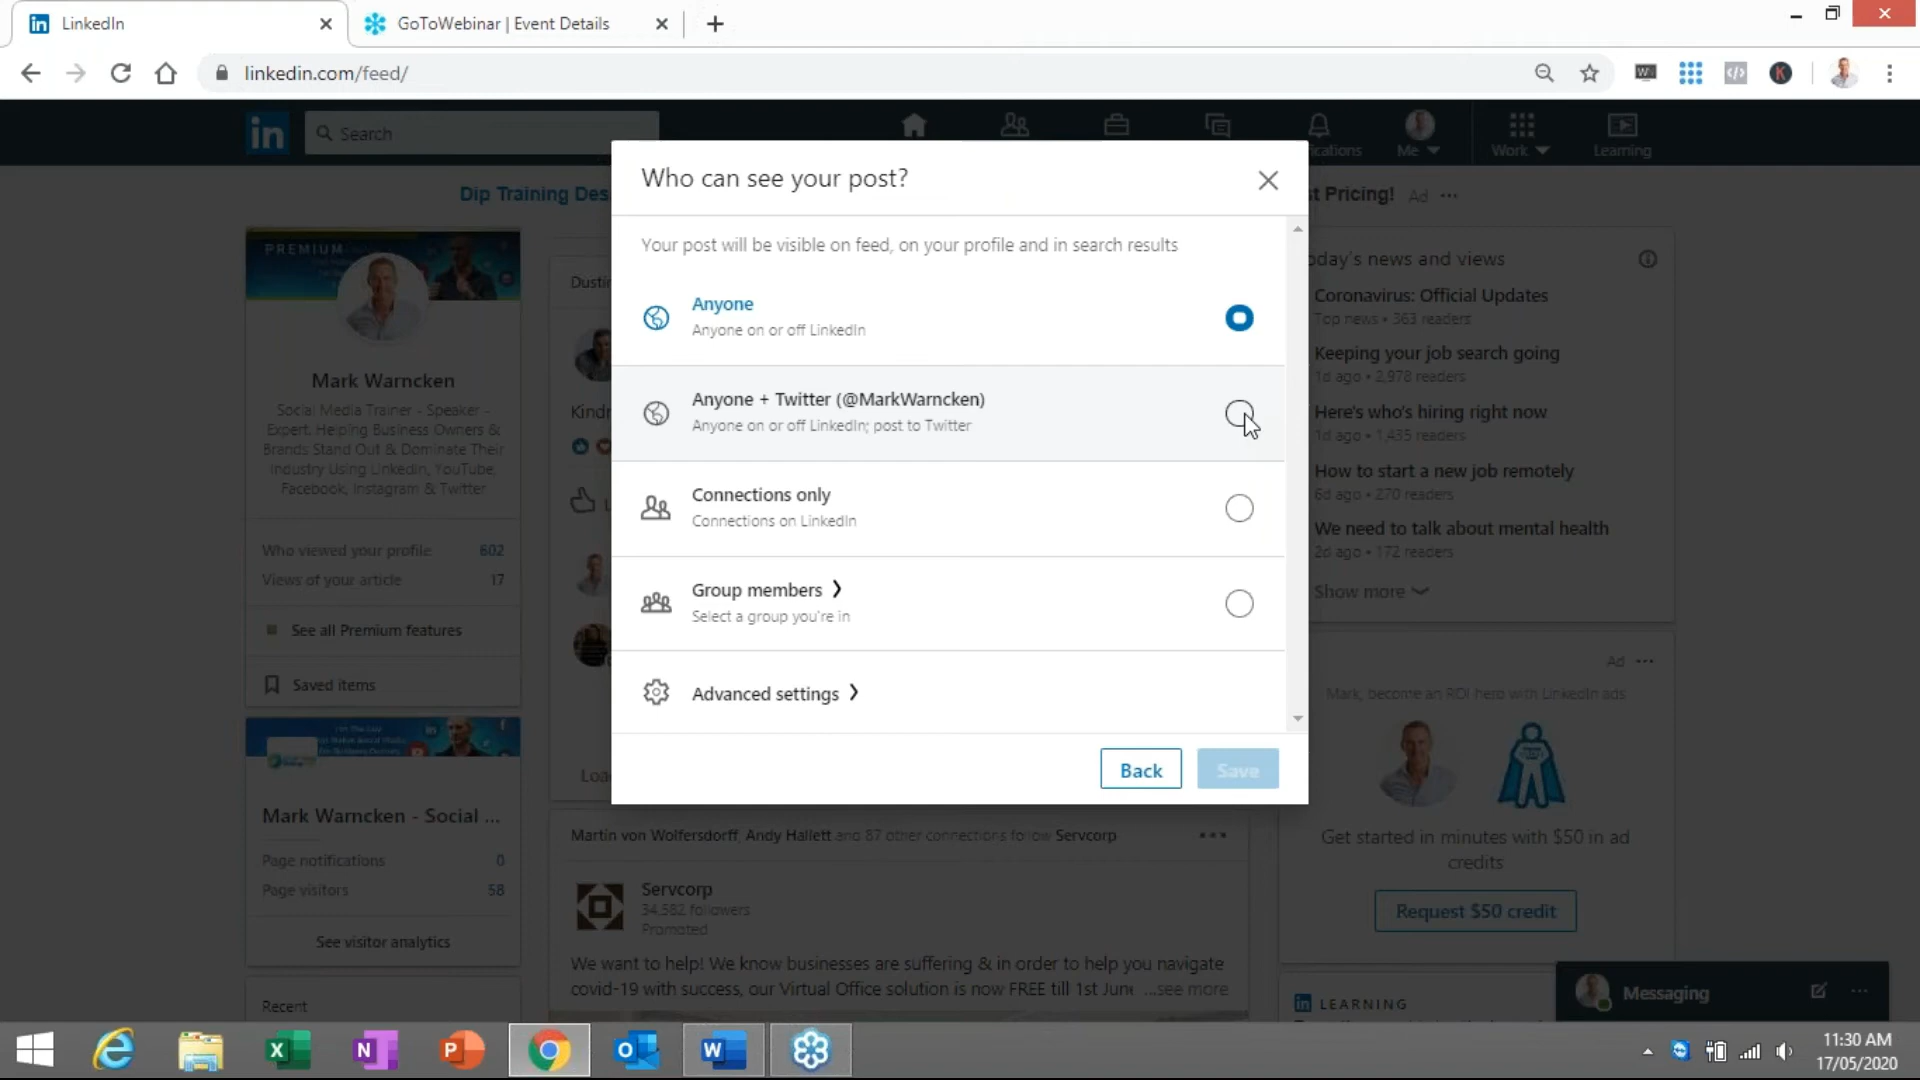 LinkedIn
GoToWebinar | Event Details
linkedin.com/feed/
in Search
ications
Me
Work
Learning
Dip Training Des
t Pricing! Ad
Who can see your post?
Your post will be visible on feed, on your profile and in search results
Anyone
Anyone on or off LinkedIn
Anyone + Twitter (@MarkWarncken)
Anyone on or off LinkedIn; post to Twitter
Connections only
Connections on LinkedIn
Group members
Select a group you're in
Advanced settings
Back
Save
PREMIUM
Mark Warncken
Social Media Trainer - Speaker -
Expert. Helping Business Owners &
Brands Stand Out & Dominate Their
Industry Using LinkedIn, YouTube,
Facebook, Instagram & Twitter
Who viewed your profile 602
Views of your article 17
See all Premium features
Saved items
Mark Warncken - Social ...
Page notifications 0
Page visitors 58
See visitor analytics
Recent
Dustin
Kindn
Loa
Martin von Wolfersdorff, Andy Hallett and 87 other connections follow Servcorp
Servcorp
34,582 followers
Promoted
We want to help! We know businesses are suffering & in order to help you navigate
covid-19 with success, our Virtual Office solution is now FREE till 1st June ...see more
oday's news and views
Coronavirus: Official Updates
Top news • 363 readers
Keeping your job search going
1d ago • 2,978 readers
Here's who's hiring right now
1d ago • 1,435 readers
How to start a new job remotely
6d ago • 270 readers
We need to talk about mental health
2d ago • 172 readers
Show more
Ad
Mark, become an ROI hero with LinkedIn ads
Get started in minutes with $50 in ad
credits
Request $50 credit
in LEARNING
Messaging
11:30 AM
17/05/2020